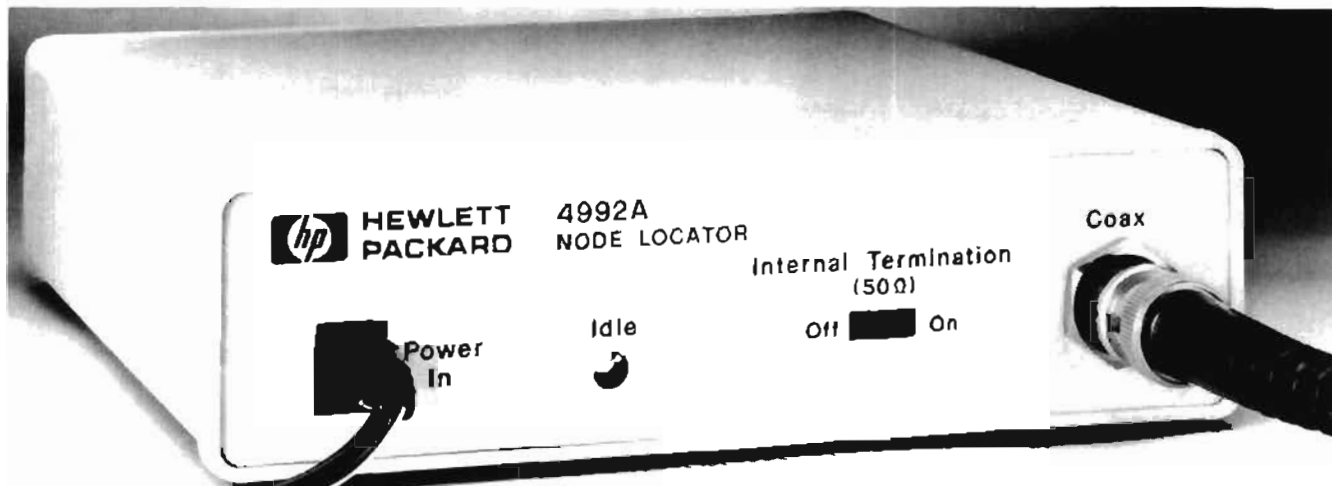 hp HEWLETT PACKARD
4992A
NODE LOCATOR
Internal Termination
(50Ω)
Off On
Coax
Idle
Power
In